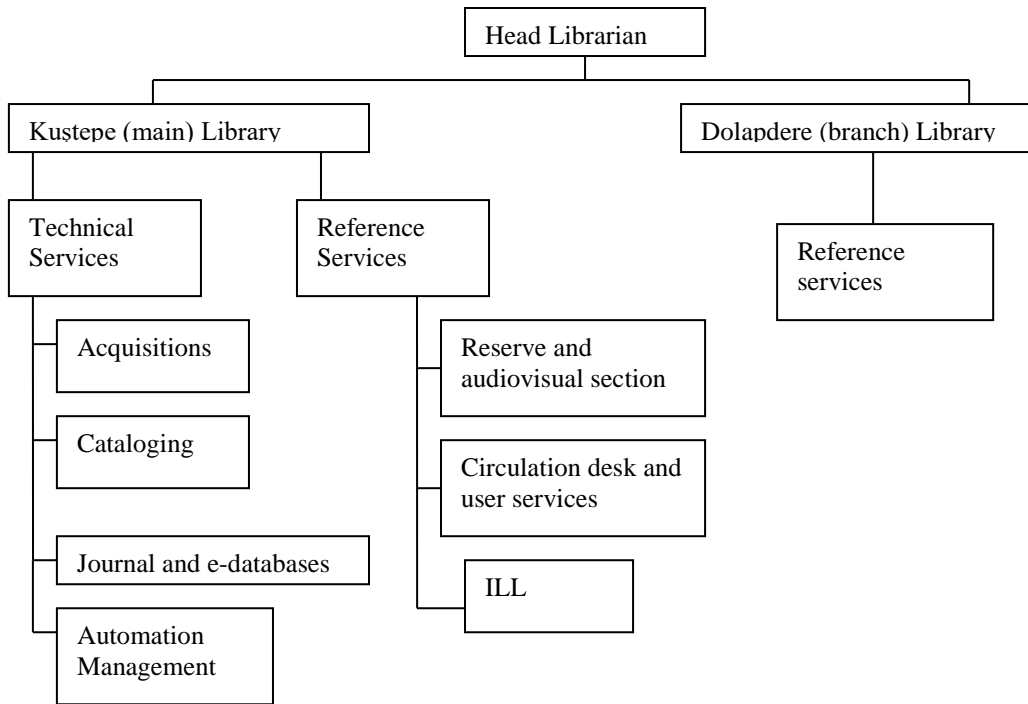 Head Librarian
Kuştepe (main) Library
Dolapdere (branch) Library
Technical
Services
Reference
Services
Reference
services
Acquisitions
Reserve and
audiovisual section
Cataloging
Circulation desk and
user services
Journal and e-databases
ILL
Automation
Management